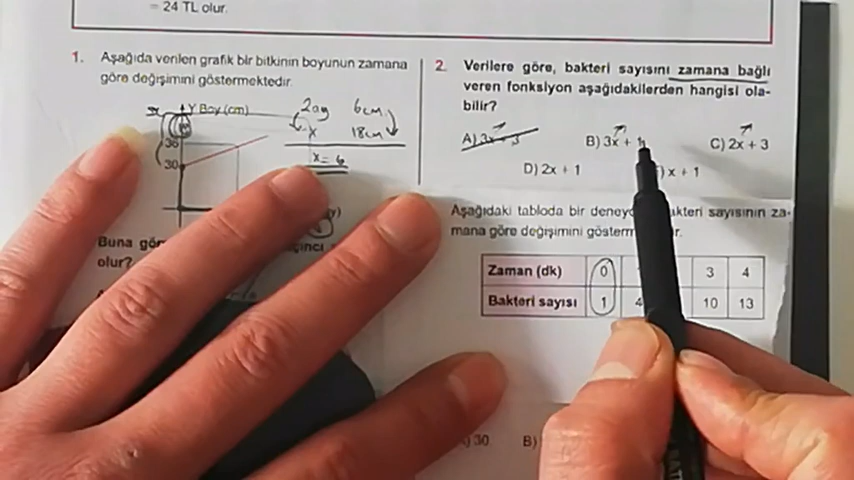 = 24 TL olur.
1. Aşağıda verilen grafik bir bitkinin boyunun zamana
göre değişimini göstermektedir.
Y Boy (cm)
36
30
2ay 6cm
x 18cm
x = 6
Buna gör
olur?
2. Verilere göre, bakteri sayısını zamana bağlı
veren fonksiyon aşağıdakilerden hangisi ola-
bilir?
A) 3x + 3
B) 3x + 1
C) 2x + 3
D) 2x + 1
) x + 1
Aşağıdaki tabloda bir deneyd akteri sayısının za-
mana göre değişimini gösterm r.
Zaman (dk) 0 3 4
Bakteri sayısı 1 4 10 13
) 30 B)